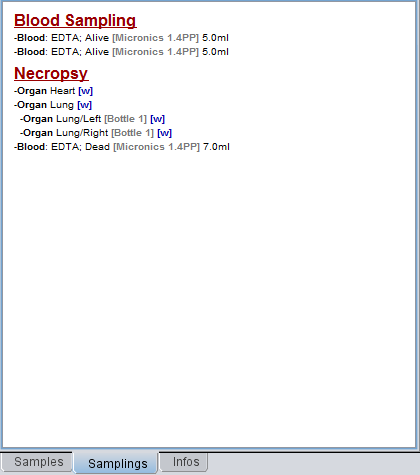 Blood Sampling
-Blood: EDTA; Alive [Micronics 1.4PP] 5.0ml
-Blood: EDTA; Alive [Micronics 1.4PP] 5.0ml
Necropsy
-Organ Heart [w]
-Organ Lung [w]
-Organ Lung/Left [Bottle 1] [w]
-Organ Lung/Right [Bottle 1] [w]
-Blood: EDTA; Dead [Micronics 1.4PP] 7.0ml
Samples Samplings Infos